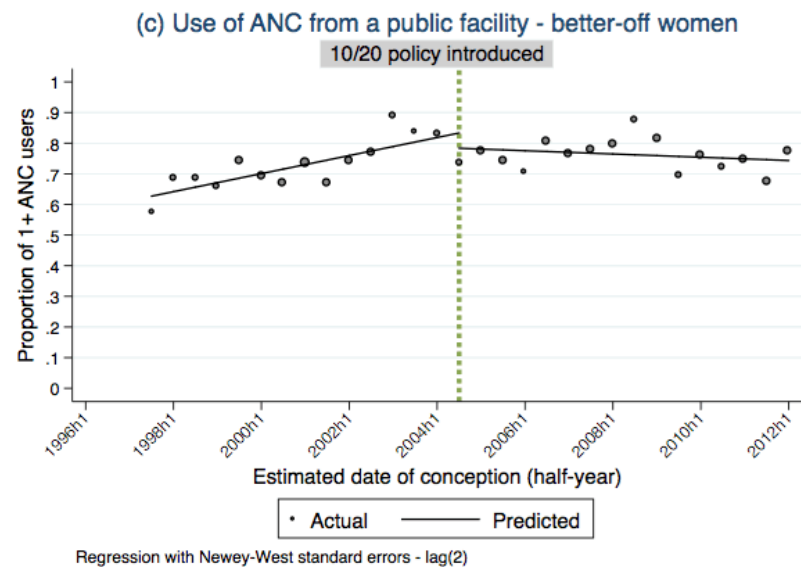 (c) Use of ANC from a public facility - better-off women
10/20 policy introduced
Proportion of 1+ ANC users
1
.9
.8
.7
.6
.5
.4
.3
.2
.1
0
1996h1
1998h1
2000h1
2002h1
2004h1
2006h1
2008h1
2010h1
2012h1
Estimated date of conception (half-year)
Actual
Predicted
Regression with Newey-West standard errors - lag(2)